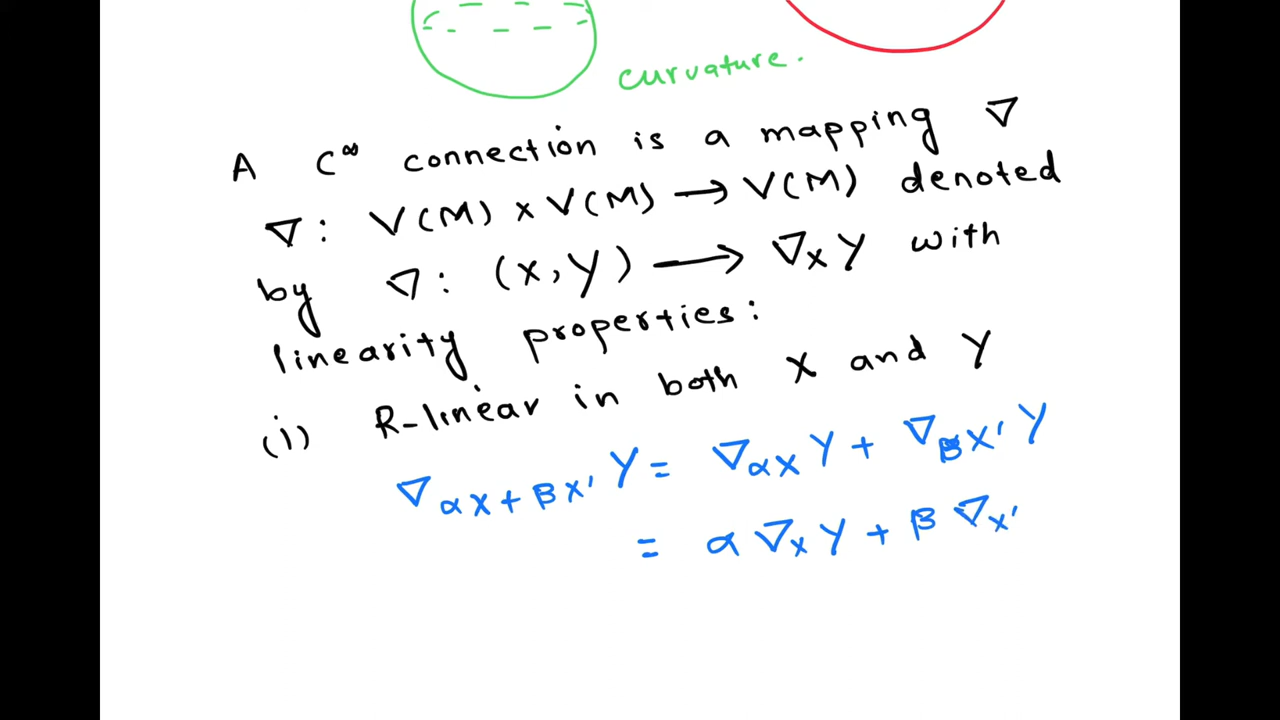 curvature.
A C∞ connection is a mapping ∇
∇: V(M) × V(M) → V(M) denoted
by ∇: (X, Y) → ∇_X Y with
linearity properties:
(i) R-linear in both X and Y
∇_{αX + βX'} Y = ∇_{αX} Y + ∇_{βX'} Y
= α ∇_X Y + β ∇_{X'}